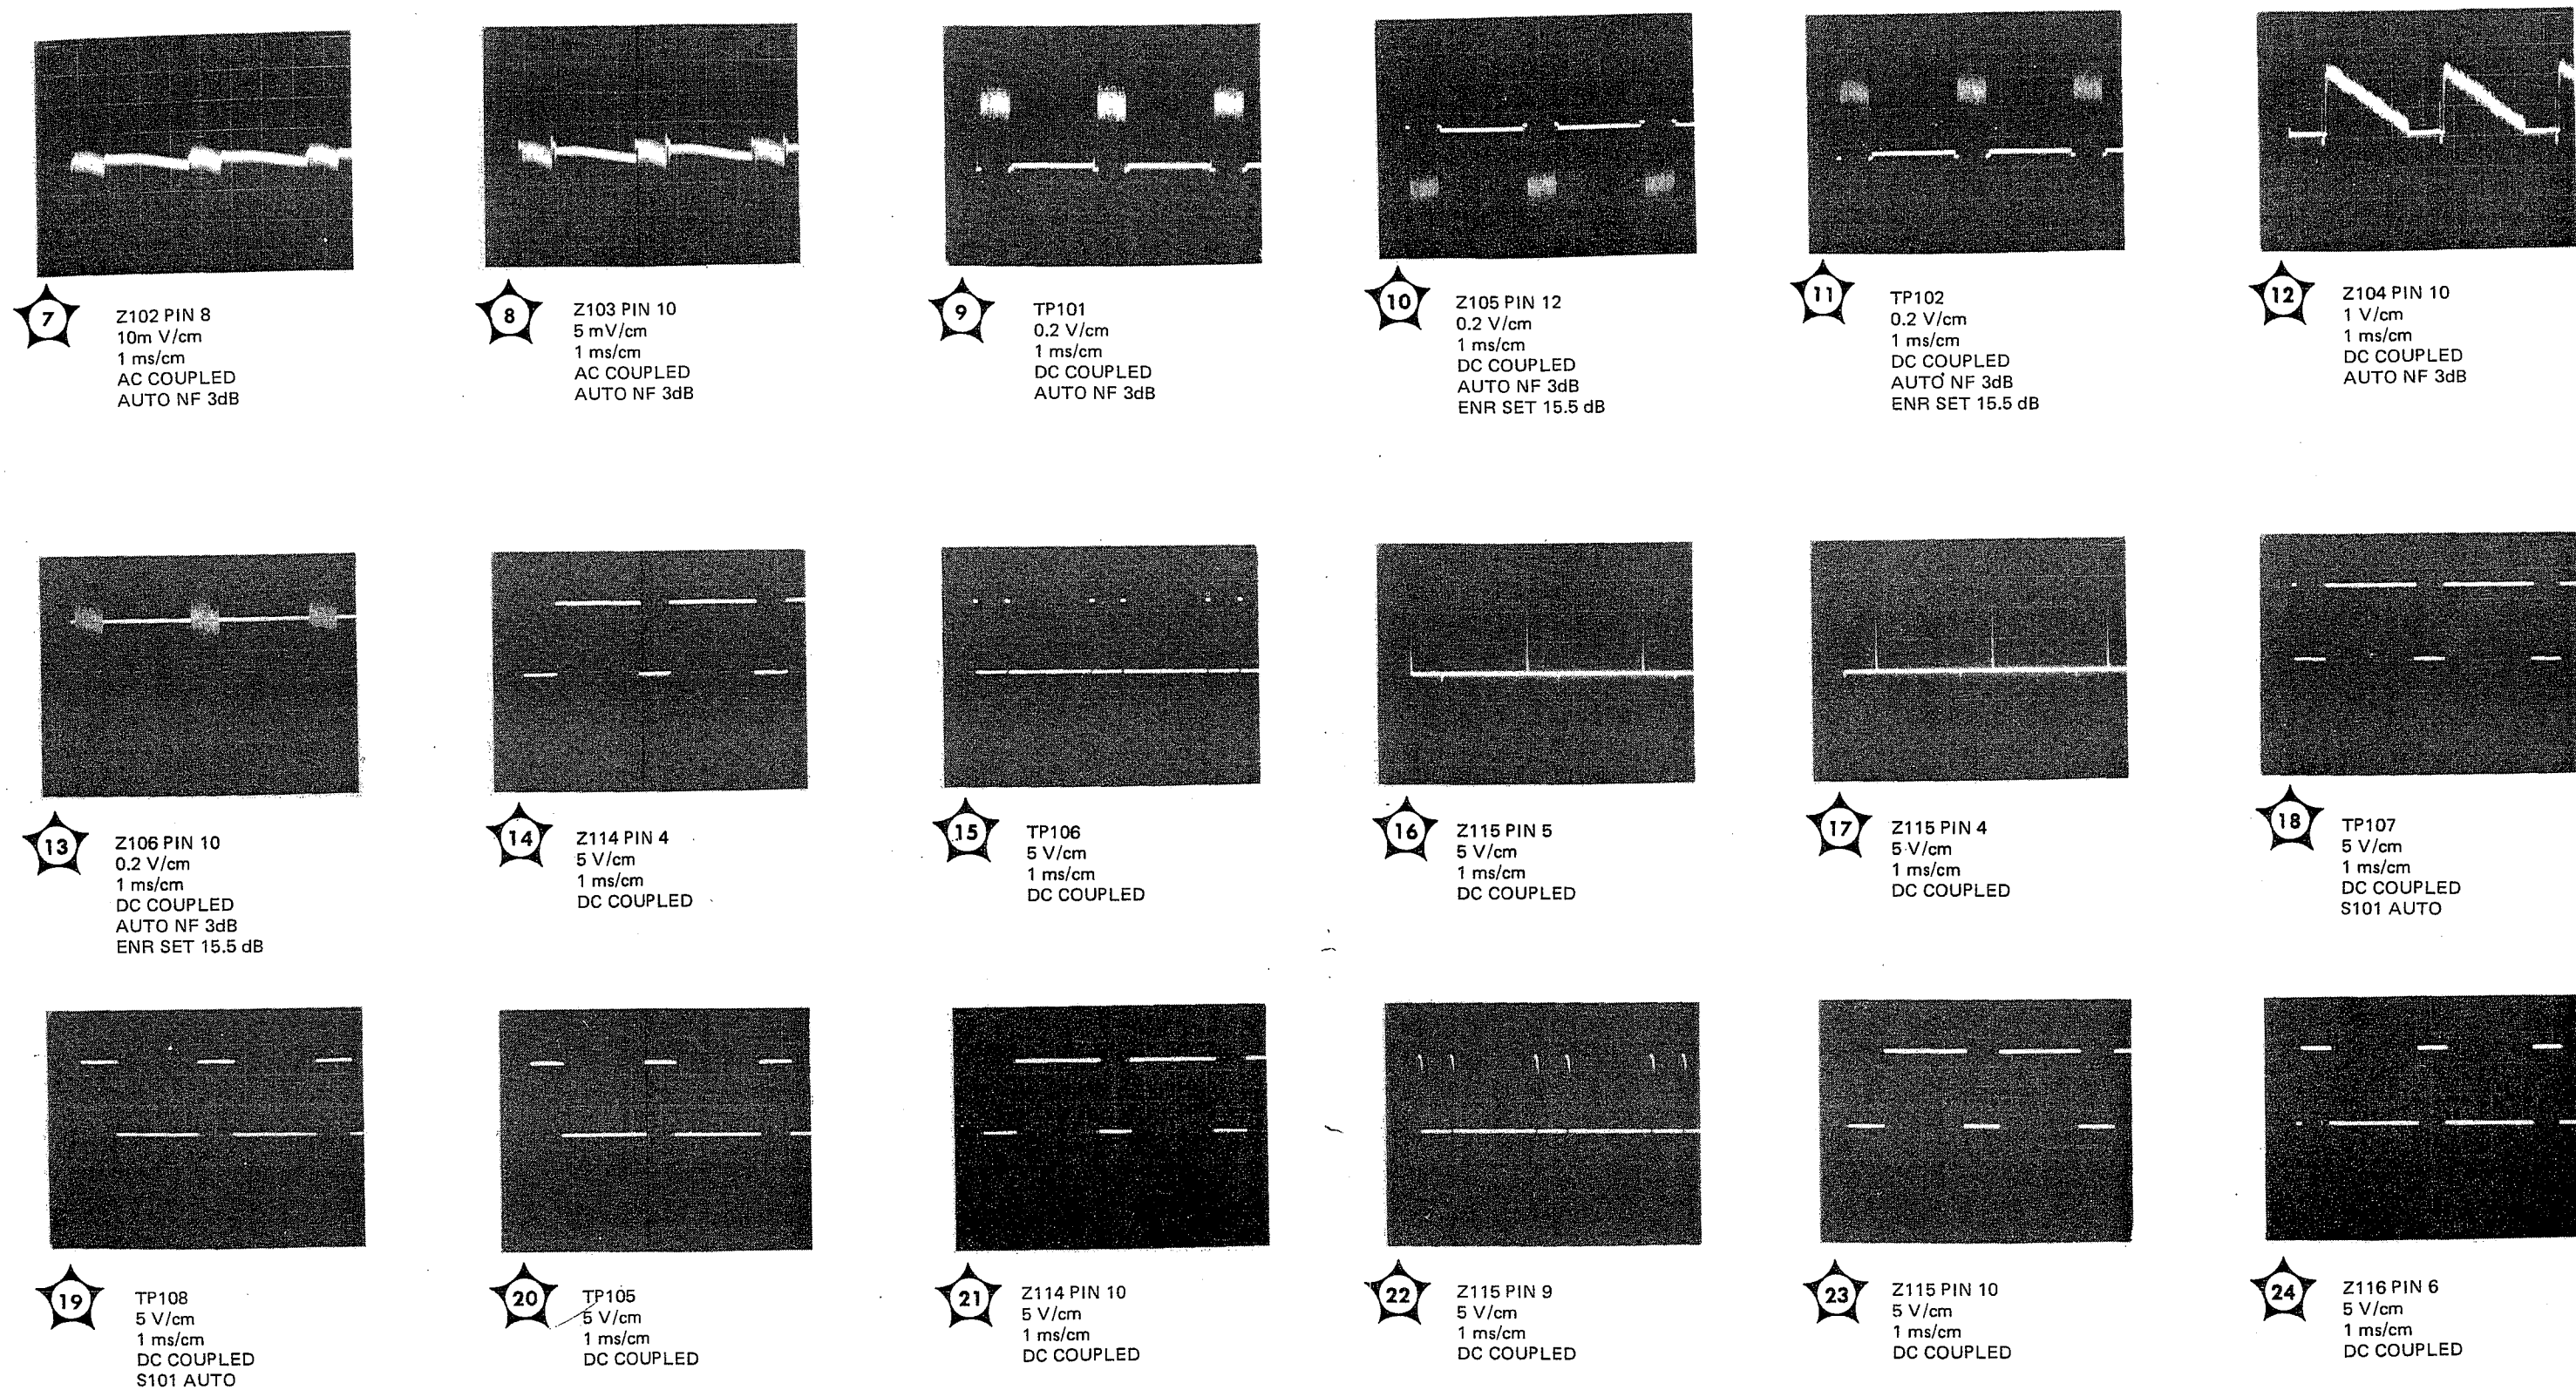 7
Z102 PIN 8
10m V/cm
1 ms/cm
AC COUPLED
AUTO NF 3dB
8
Z103 PIN 10
5 mV/cm
1 ms/cm
AC COUPLED
AUTO NF 3dB
9
TP101
0.2 V/cm
1 ms/cm
DC COUPLED
AUTO NF 3dB
10
Z105 PIN 12
0.2 V/cm
1 ms/cm
DC COUPLED
AUTO NF 3dB
ENR SET 15.5 dB
11
TP102
0.2 V/cm
1 ms/cm
DC COUPLED
AUTO NF 3dB
ENR SET 15.5 dB
12
Z104 PIN 10
1 V/cm
1 ms/cm
DC COUPLED
AUTO NF 3dB
13
Z106 PIN 10
0.2 V/cm
1 ms/cm
DC COUPLED
AUTO NF 3dB
ENR SET 15.5 dB
14
Z114 PIN 4
5 V/cm
1 ms/cm
DC COUPLED
15
TP106
5 V/cm
1 ms/cm
DC COUPLED
16
Z115 PIN 5
5 V/cm
1 ms/cm
DC COUPLED
17
Z115 PIN 4
5 V/cm
1 ms/cm
DC COUPLED
18
TP107
5 V/cm
1 ms/cm
DC COUPLED
S101 AUTO
19
TP108
5 V/cm
1 ms/cm
DC COUPLED
S101 AUTO
20
TP105
5 V/cm
1 ms/cm
DC COUPLED
21
Z114 PIN 10
5 V/cm
1 ms/cm
DC COUPLED
22
Z115 PIN 9
5 V/cm
1 ms/cm
DC COUPLED
23
Z115 PIN 10
5 V/cm
1 ms/cm
DC COUPLED
24
Z116 PIN 6
5 V/cm
1 ms/cm
DC COUPLED